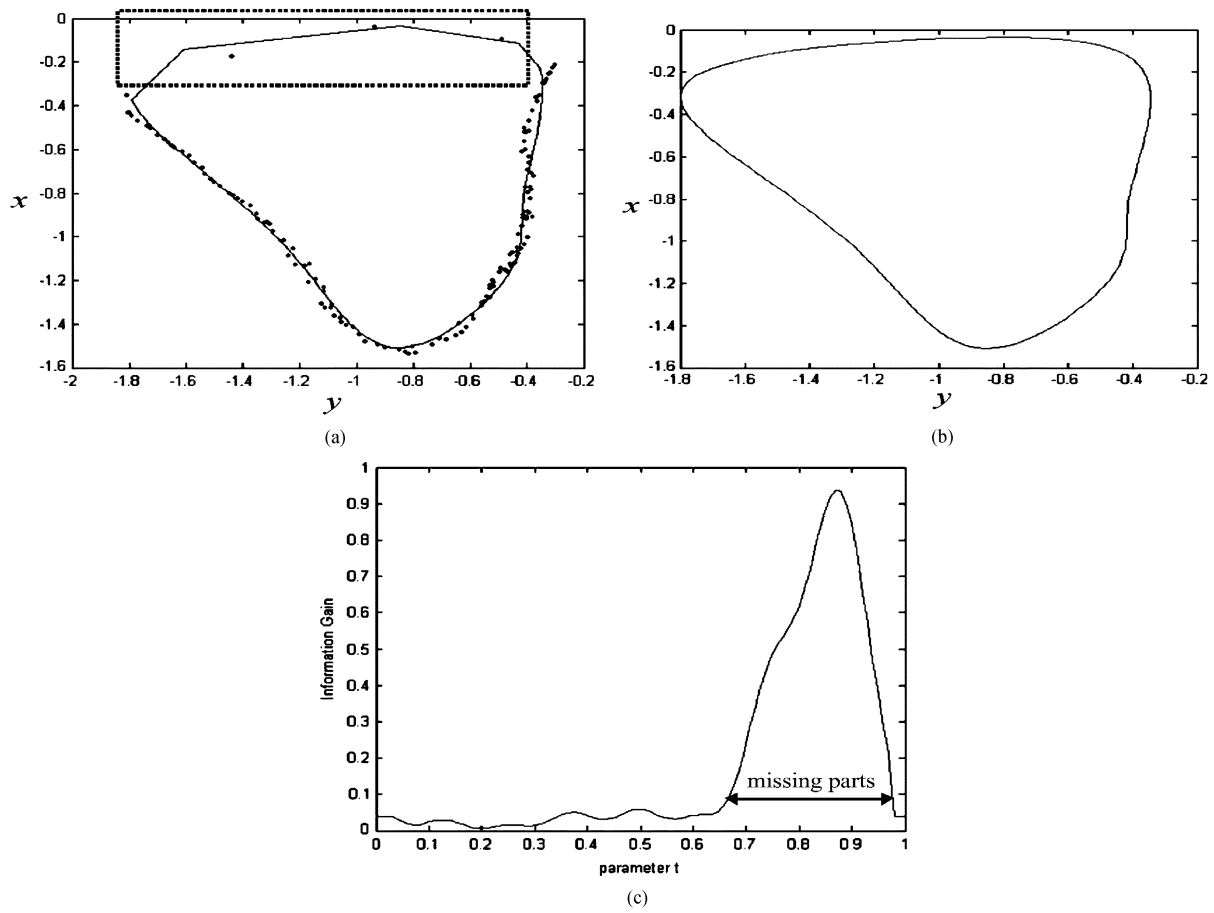 0
-0.2
-0.4
-0.6
-0.8
-1
-1.2
-1.4
-1.6
x
-2 -1.8 -1.6 -1.4 -1.2 -1 -0.8 -0.6 -0.4 -0.2
y
(a)
0
-0.2
-0.4
-0.6
-0.8
-1
-1.2
-1.4
-1.6
x
-1.8 -1.6 -1.4 -1.2 -1 -0.8 -0.6 -0.4 -0.2
y
(b)
1
0.9
0.8
0.7
0.6
0.5
0.4
0.3
0.2
0.1
0
Information Gain
missing parts
0 0.1 0.2 0.3 0.4 0.5 0.6 0.7 0.8 0.9 1
parameter t
(c)